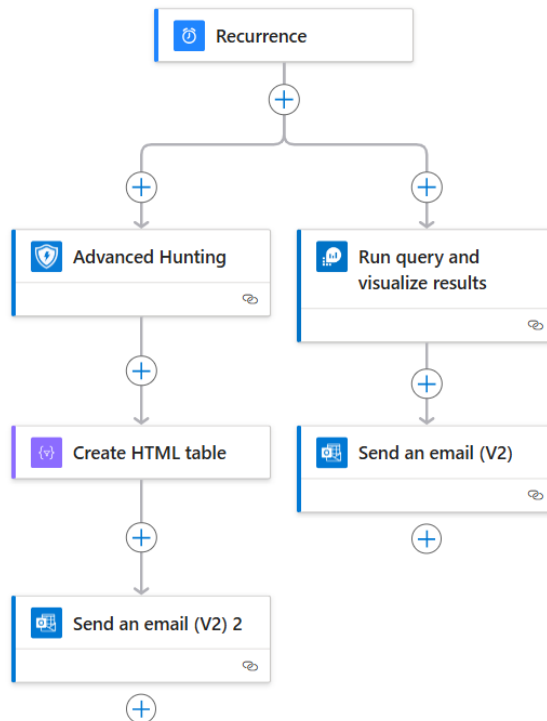 Recurrence
Advanced Hunting
Run query and
visualize results
Create HTML table
Send an email (V2)
Send an email (V2) 2